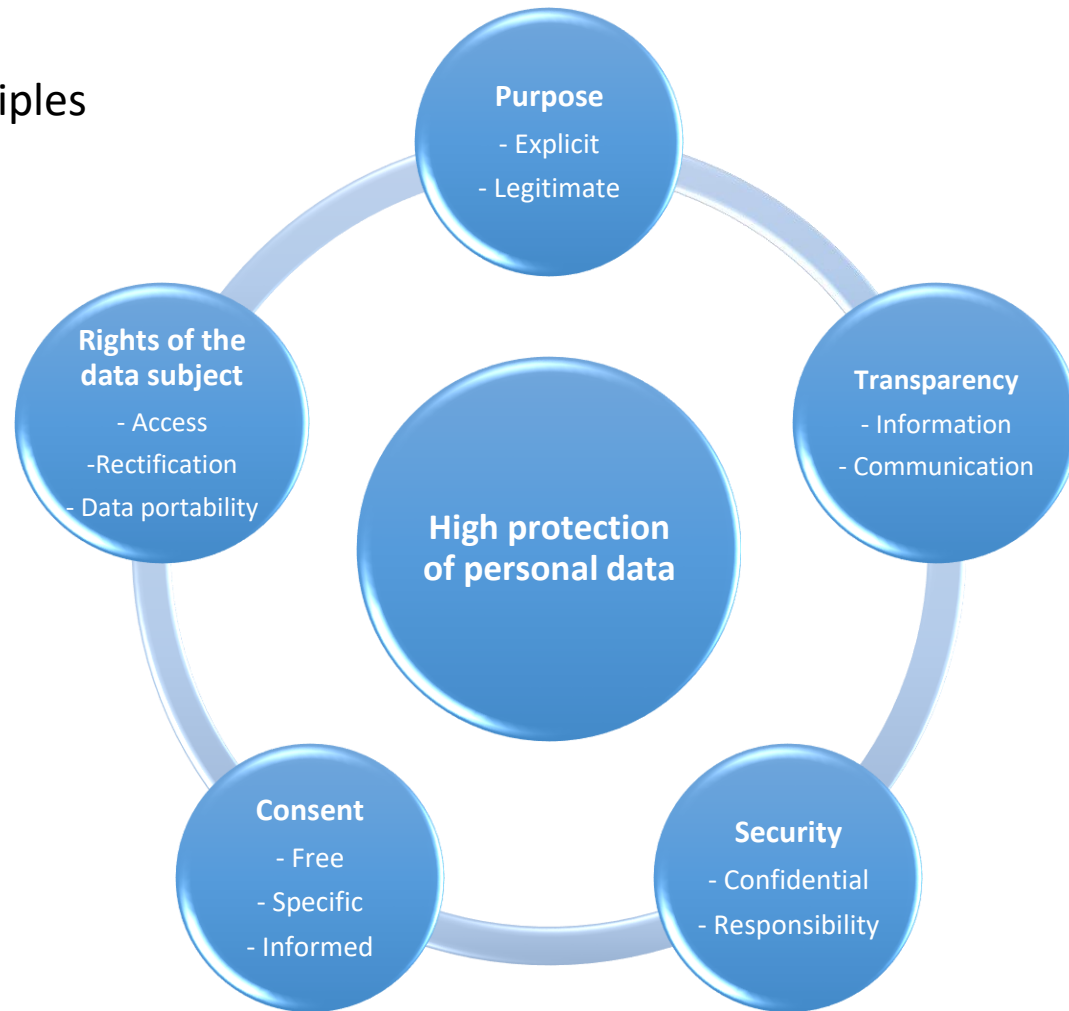 iples
Purpose
- Explicit
- Legitimate
Transparency
- Information
- Communication
Security
- Confidential
- Responsibility
Consent
- Free
- Specific
- Informed
Rights of the
data subject
- Access
-Rectification
- Data portability
High protection
of personal data